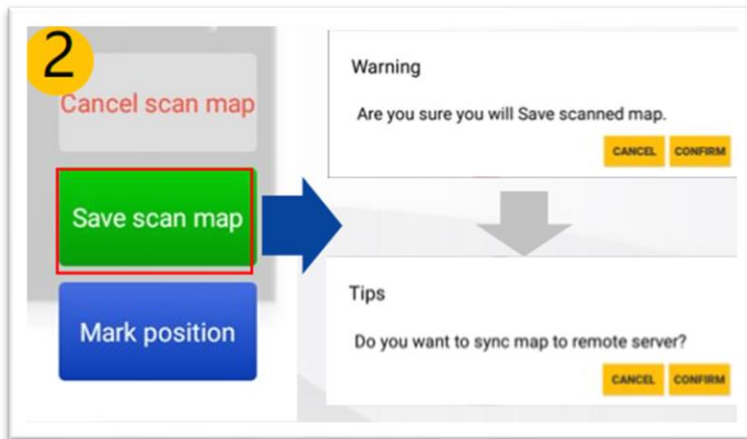 2
Cancel scan map
Save scan map
Mark position
Warning
Are you sure you will Save scanned map.
CANCEL CONFIRM
Tips
Do you want to sync map to remote server?
CANCEL CONFIRM